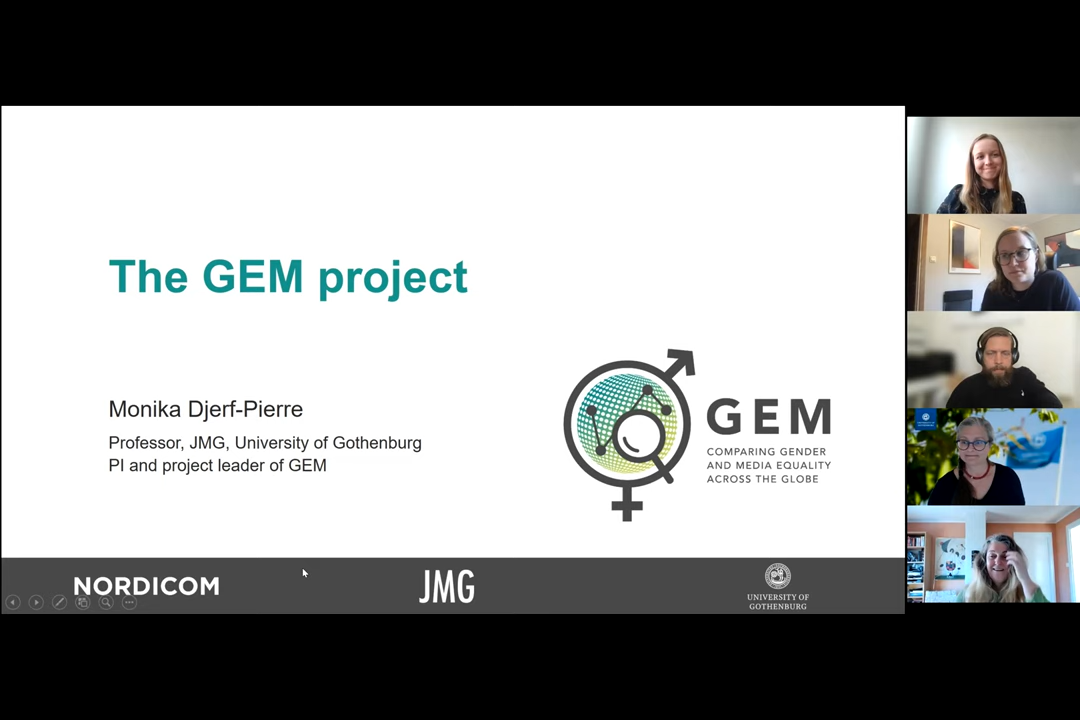 The GEM project
Monika Djerf-Pierre
Professor, JMG, University of Gothenburg
PI and project leader of GEM
GEM
COMPARING GENDER
AND MEDIA EQUALITY
ACROSS THE GLOBE
NORDICOM
JMG
UNIVERSITY OF
GOTHENBURG